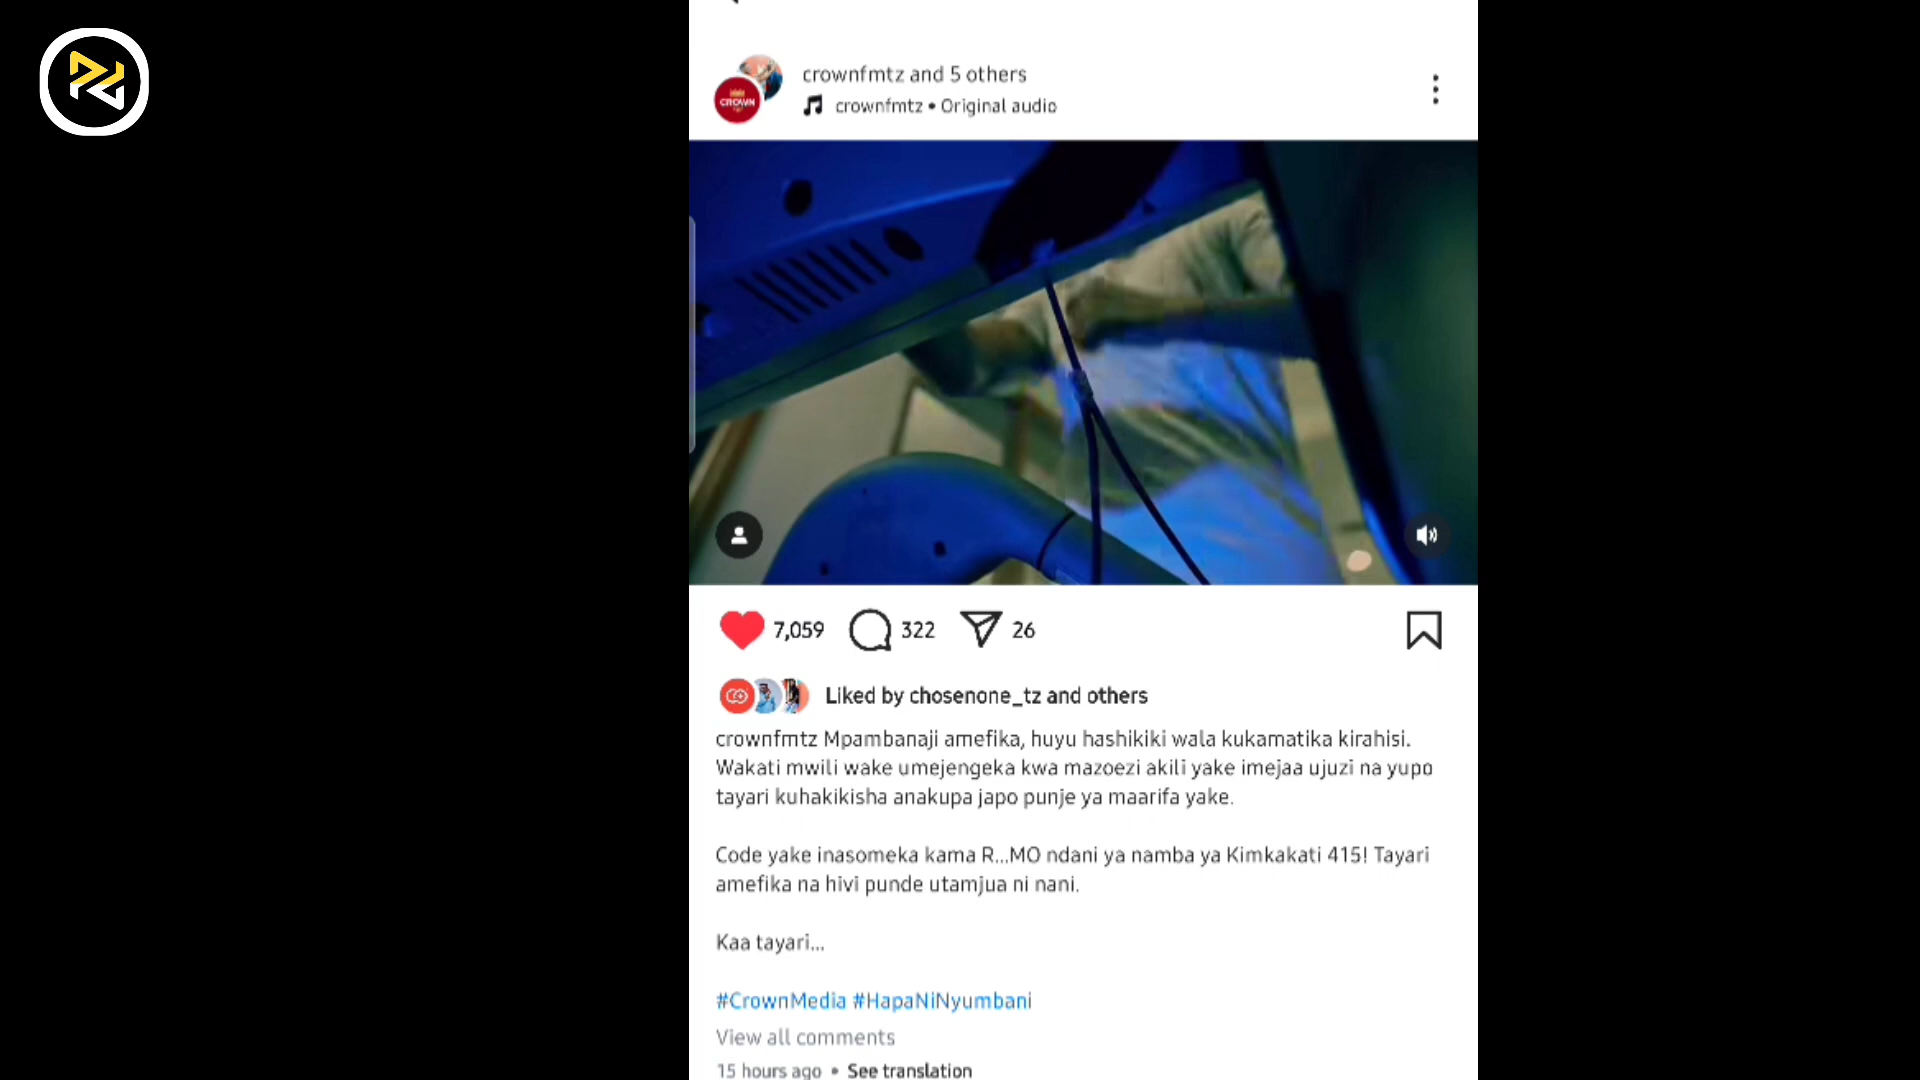 crownfmtz and 5 others
CROWN
crownfmtz • Original audio
7,059
322
26
Liked by chosenone_tz and others
crownfmtz Mpambanaji amefika, huyu hashikiki wala kukamatika kirahisi.
Wakati mwili wake umejengeka kwa mazoezi akili yake imejaa ujuzi na yupo
tayari kuhakikisha anakupa japo punje ya maarifa yake.
Code yake inasomeka kama R...MO ndani ya namba ya Kimkakati 415! Tayari
amefika na hivi punde utamjua ni nani.
Kaa tayari...
#CrownMedia #HapaNiNyumbani
View all comments
15 hours ago • See translation